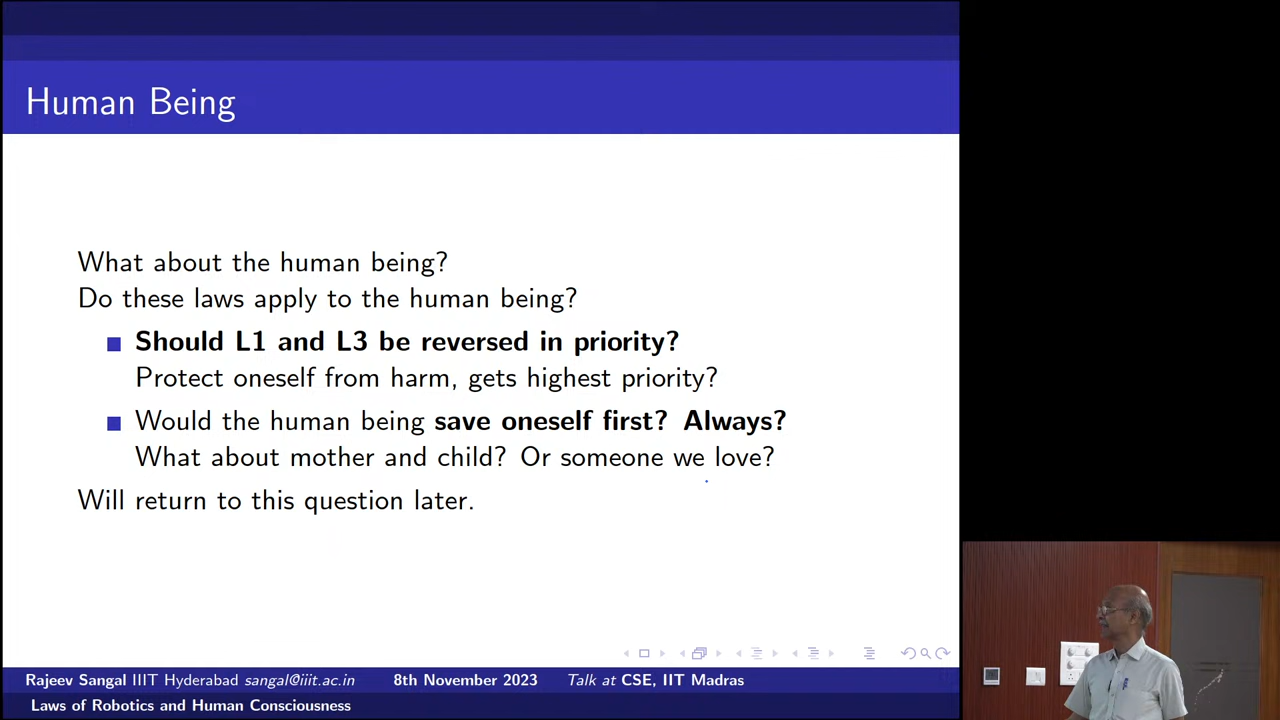 Human Being
What about the human being?
Do these laws apply to the human being?
Should L1 and L3 be reversed in priority?
Protect oneself from harm, gets highest priority?
Would the human being save oneself first? Always?
What about mother and child? Or someone we love?
Will return to this question later.
Rajeev Sangal IIIT Hyderabad sangal@iiit.ac.in 8th November 2023 Talk at CSE, IIT Madras
Laws of Robotics and Human Consciousness